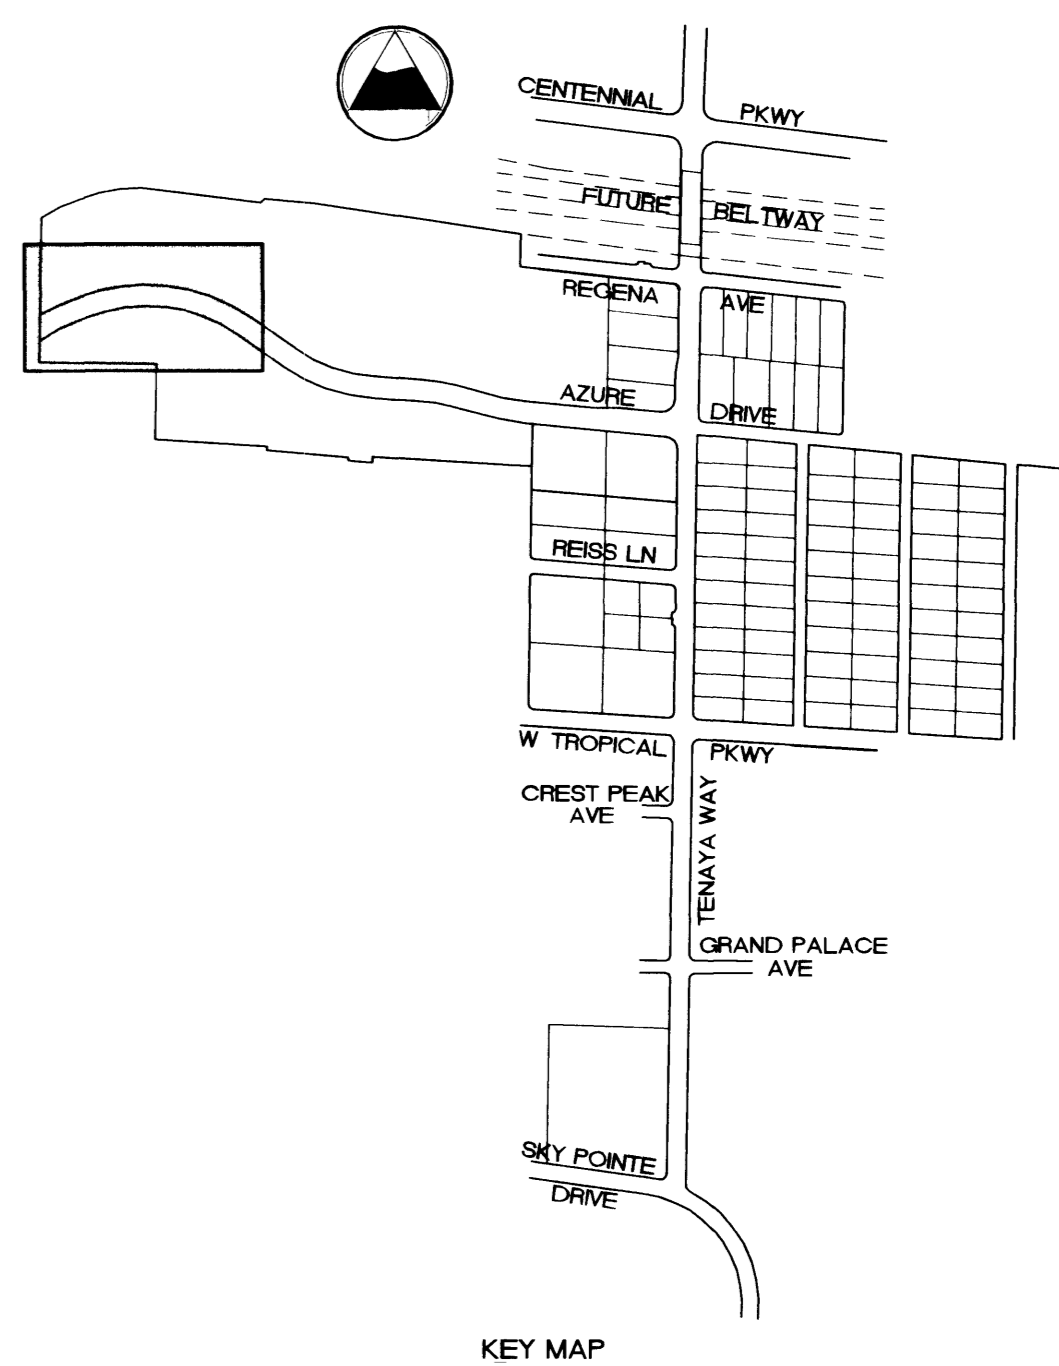 CENTENNIAL PKWY
FUTURE BELTWAY
REGENA AVE
AZURE DRIVE
REISS LN
W TROPICAL PKWY
CREST PEAK
AVE
TENAYA WAY
GRAND PALACE
AVE
SKY POINTE
DRIVE
KEY MAP